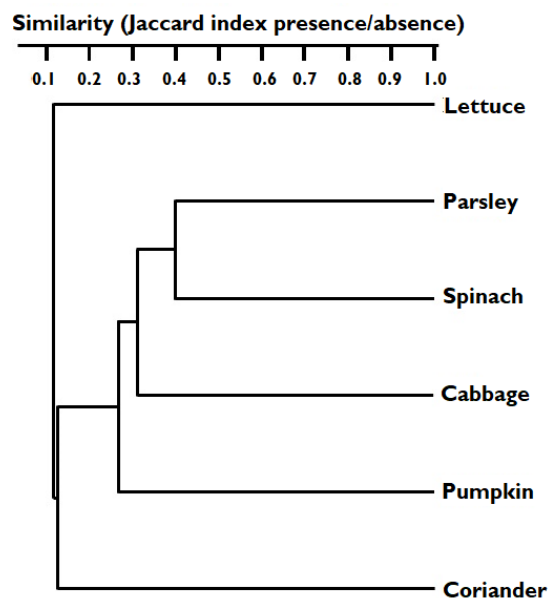 Similarity (Jaccard index presence/absence)
0.1 0.2 0.3 0.4 0.5 0.6 0.7 0.8 0.9 1.0
Lettuce
Parsley
Spinach
Cabbage
Pumpkin
Coriander